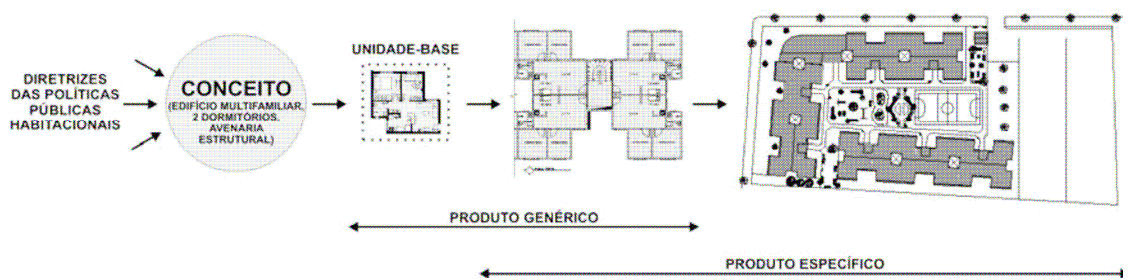 DIRETRIZES
DAS POLÍTICAS
PÚBLICAS
HABITACIONAIS
CONCEITO
(EDIFÍCIO MULTIFAMILIAR,
2 DORMITÓRIOS,
AVENARIA
ESTRUTURAL)
UNIDADE-BASE
PRODUTO GENÉRICO
PRODUTO ESPECÍFICO